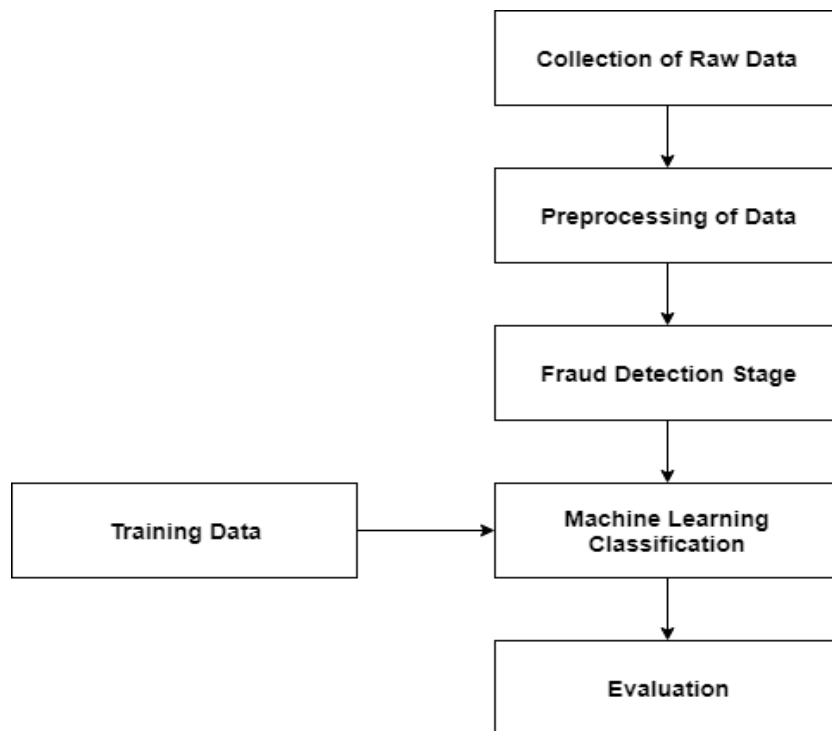 Collection of Raw Data
Preprocessing of Data
Fraud Detection Stage
Training Data
Machine Learning
Classification
Evaluation